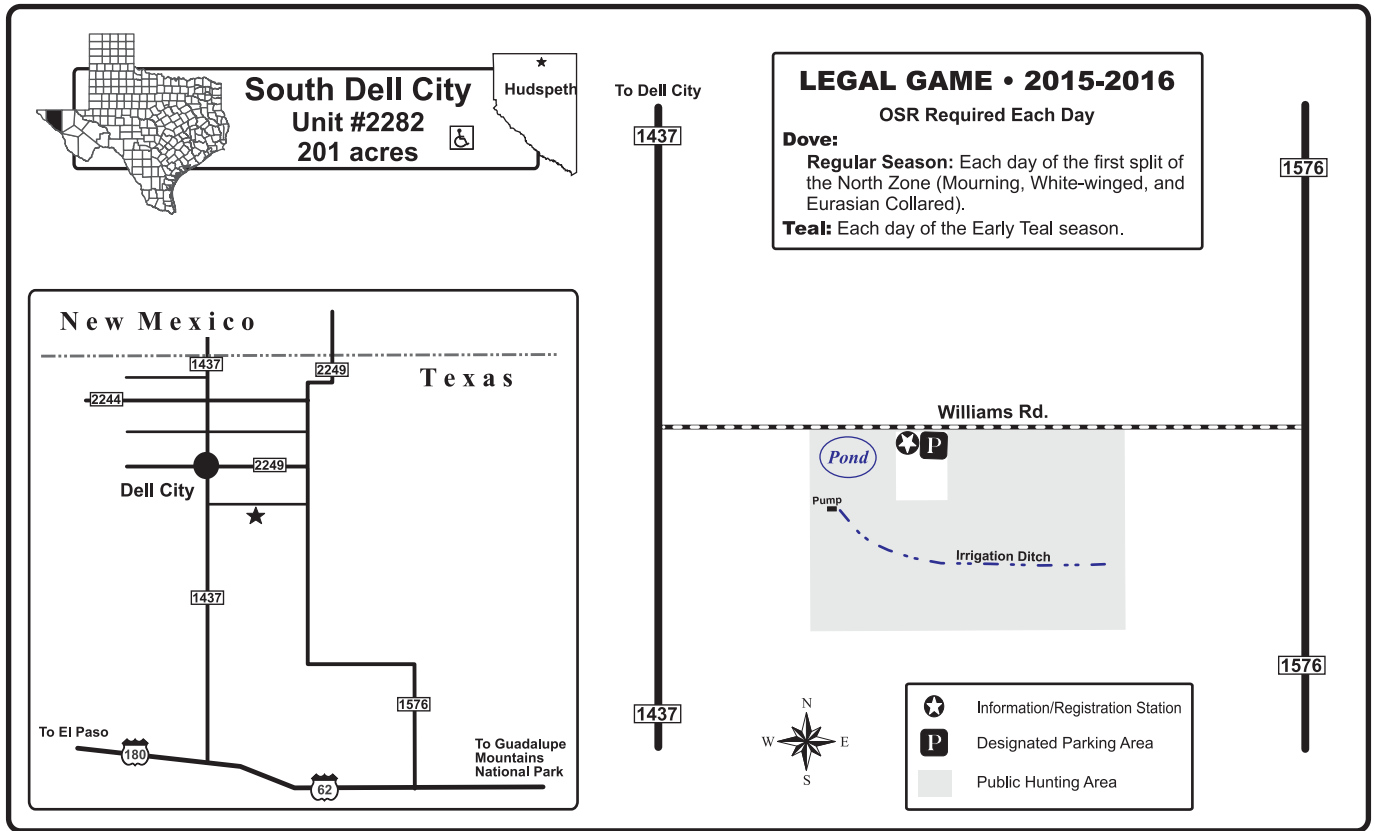 South Dell City
Unit #2282
201 acres
Hudspeth
To Dell City
1437
LEGAL GAME • 2015-2016
OSR Required Each Day
Dove:
Regular Season: Each day of the first split of
the North Zone (Mourning, White-winged, and
Eurasian Collared).
Teal: Each day of the Early Teal season.
1576
New Mexico
1437
2249
Texas
2244
2249
Dell City
1437
1576
To El Paso
180
To Guadalupe
Mountains
National Park
62
Williams Rd.
Pond
P
Pump
Irrigation Ditch
1576
1437
N
W
E
S
Information/Registration Station
P
Designated Parking Area
Public Hunting Area